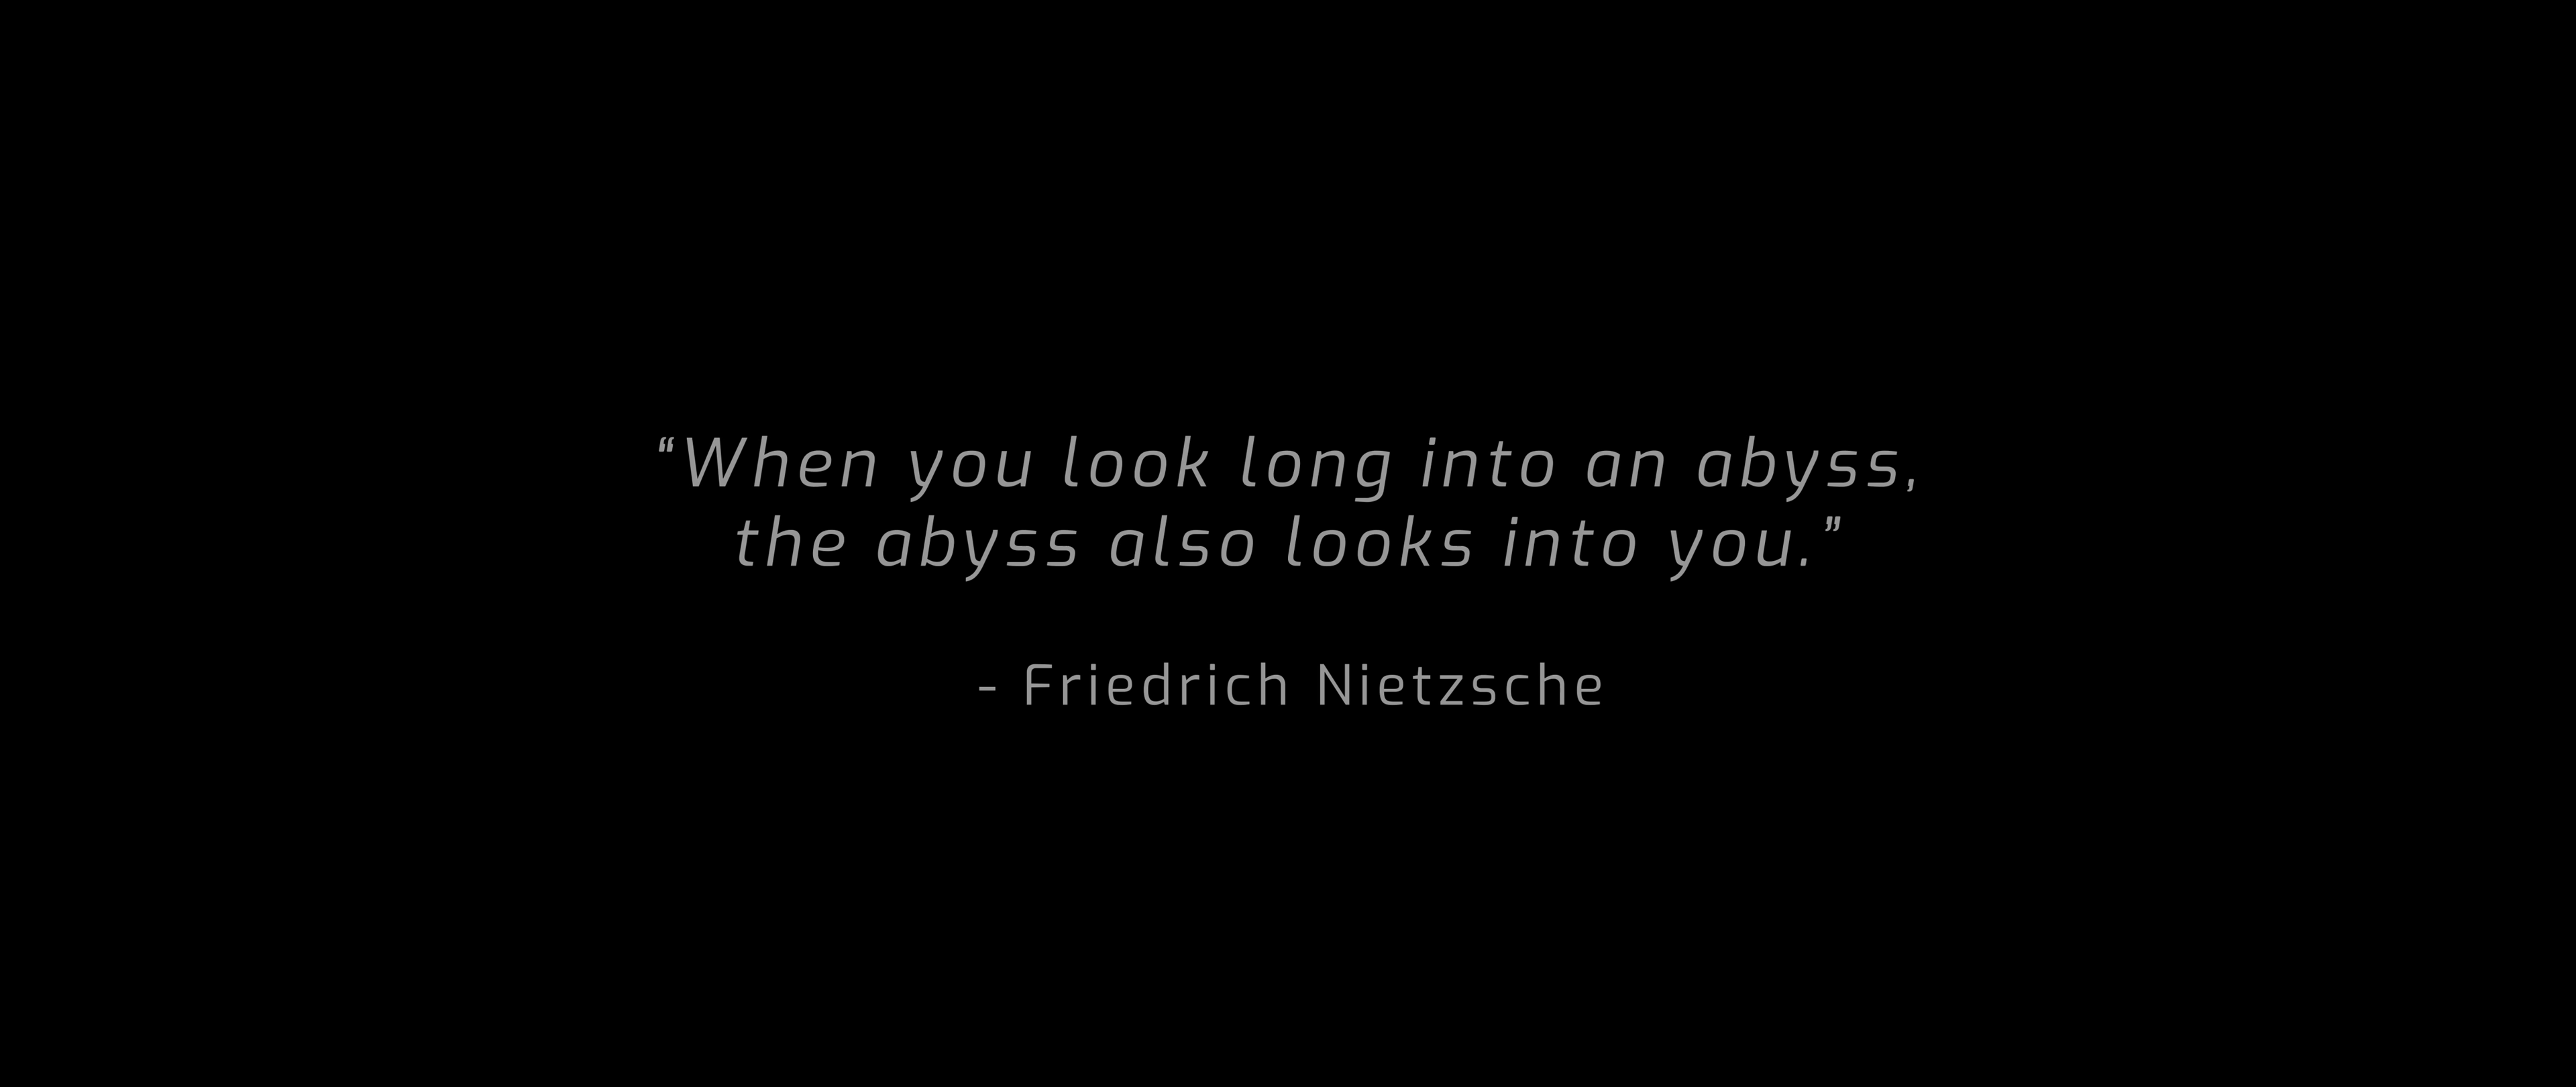 “When you look long into an abyss,
the abyss also looks into you.”
- Friedrich Nietzsche